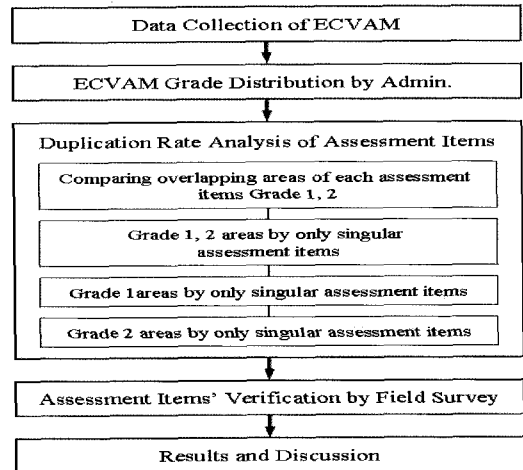 Data Collection of ECVAM
ECVAM Grade Distribution by Admin.
Duplication Rate Analysis of Assessment Items
Comparing overlapping areas of each assessment
items Grade 1, 2
Grade 1, 2 areas by only singular
assessment items
Grade 1areas by only singular assessment items
Grade 2 areas by only singular assessment items
Assessment Items' Verification by Field Survey
Results and Discussion